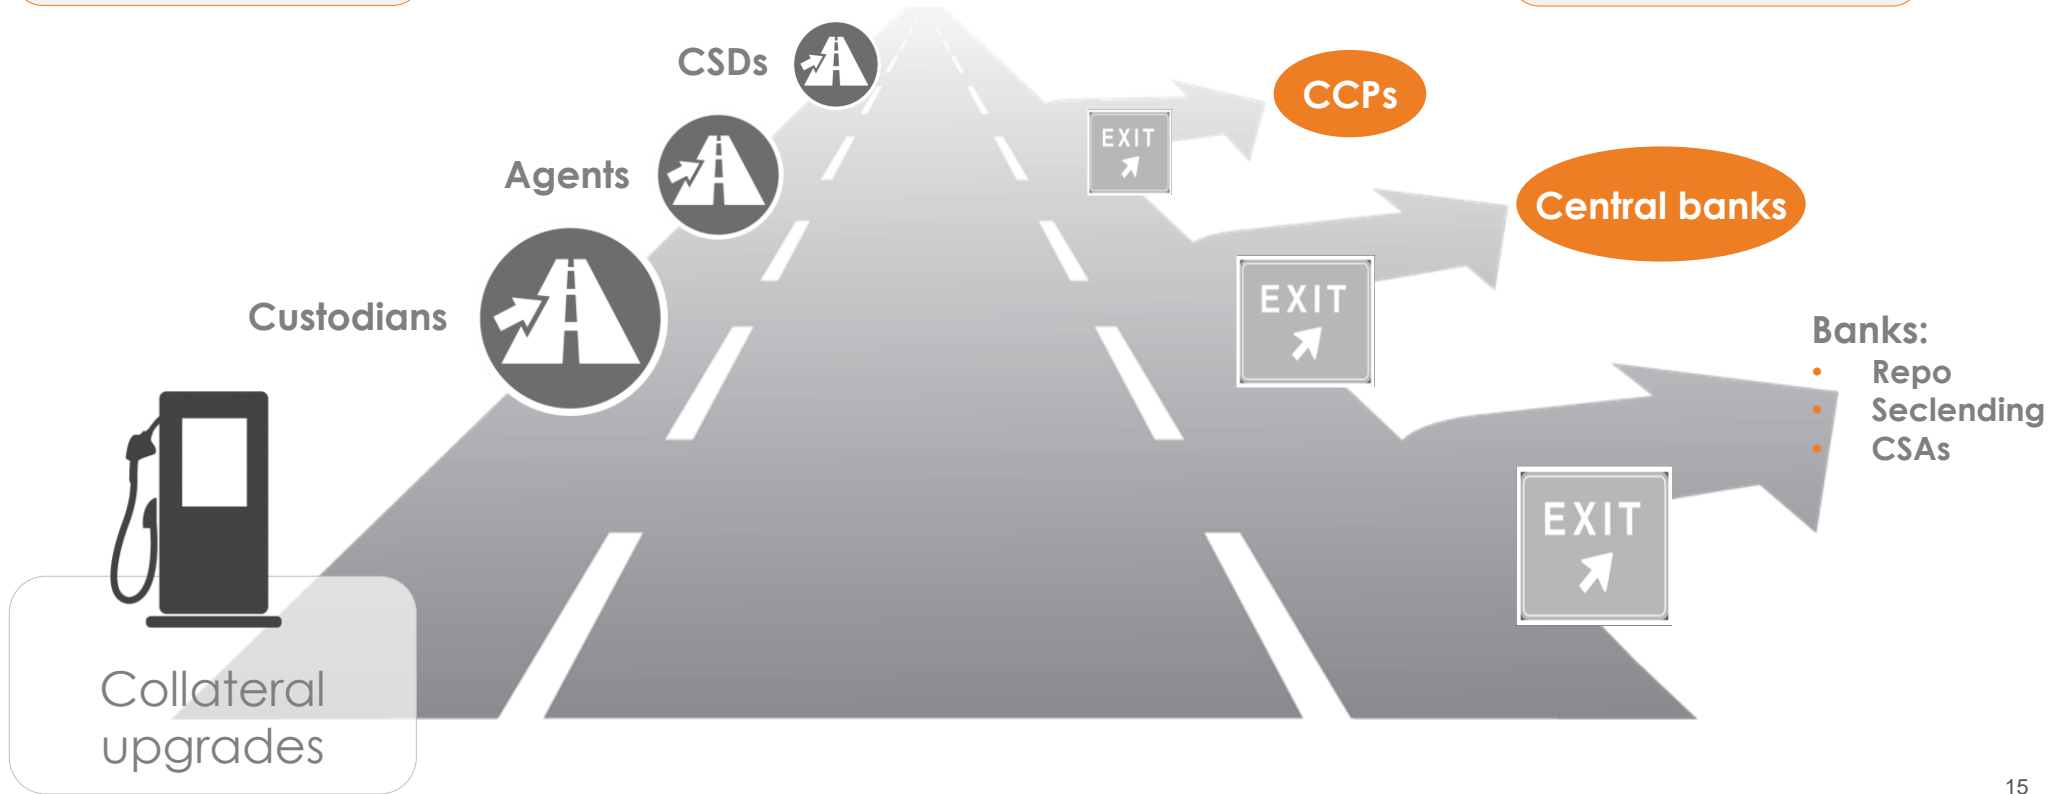 CSDs
CCPs
EXIT
Agents
Central banks
EXIT
Custodians
Banks:
• Repo
• Seclending
• CSAs
EXIT
Collateral
upgrades
15